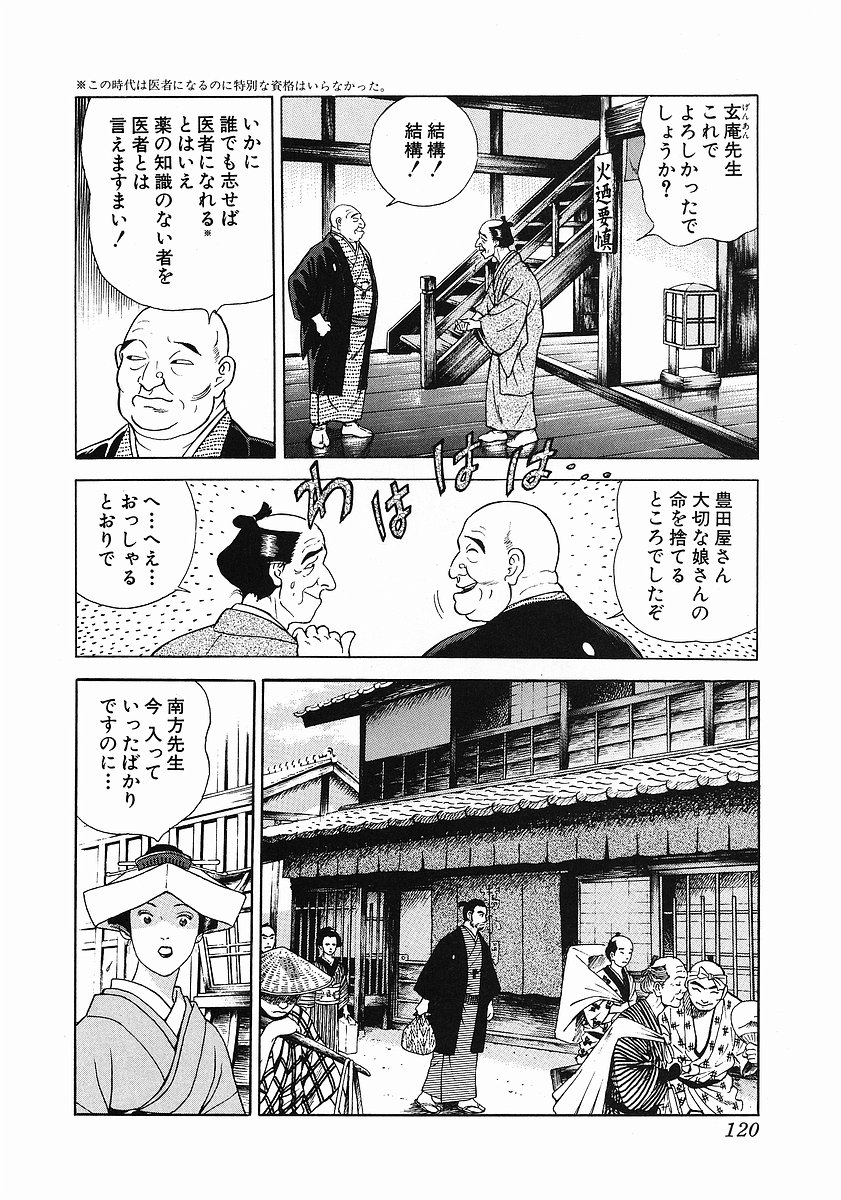 ※この時代は医者になるのに特別な資格はいらなかった。
玄庵先生
げんあん
これで
よろしかったで
しょうか？
火廼要慎
結構！
結構！
いかに
誰でも志せば
医者になれる※
とはいえ
薬の知識のない者を
医者とは
言えますまい！
豊田屋さん
大切な娘さんの
命を捨てる
ところでしたぞ
わはははは…
へ…へえ…
おっしゃる
とおりで
南方先生
今 入って
いったばかり
ですのに…
120